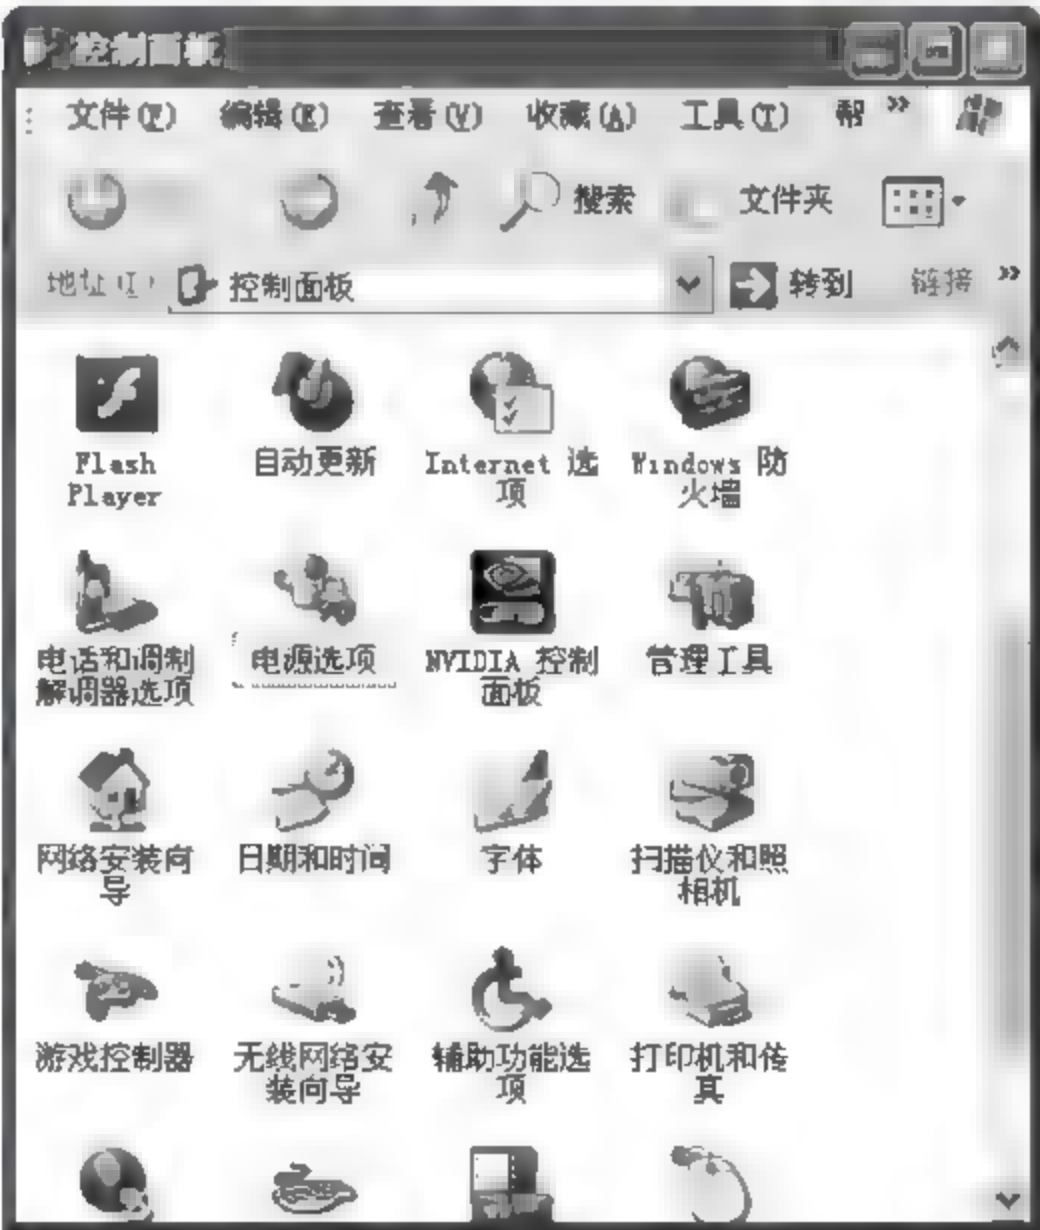 控制面板
文件(F) 编辑(E) 查看(V) 收藏(A) 工具(T) 帮 »
搜索 文件夹
地址(D) 控制面板 转到 链接 »
Flash 自动更新 Internet 选 Windows 防
Player 项 火墙
电话和调制 电源选项 NVIDIA 控制 管理工具
解调器选项 面板
网络安装向 日期和时间 字体 扫描仪和照
导 相机
游戏控制器 无线网络安 辅助功能选 打印机和传
装向导 项 真